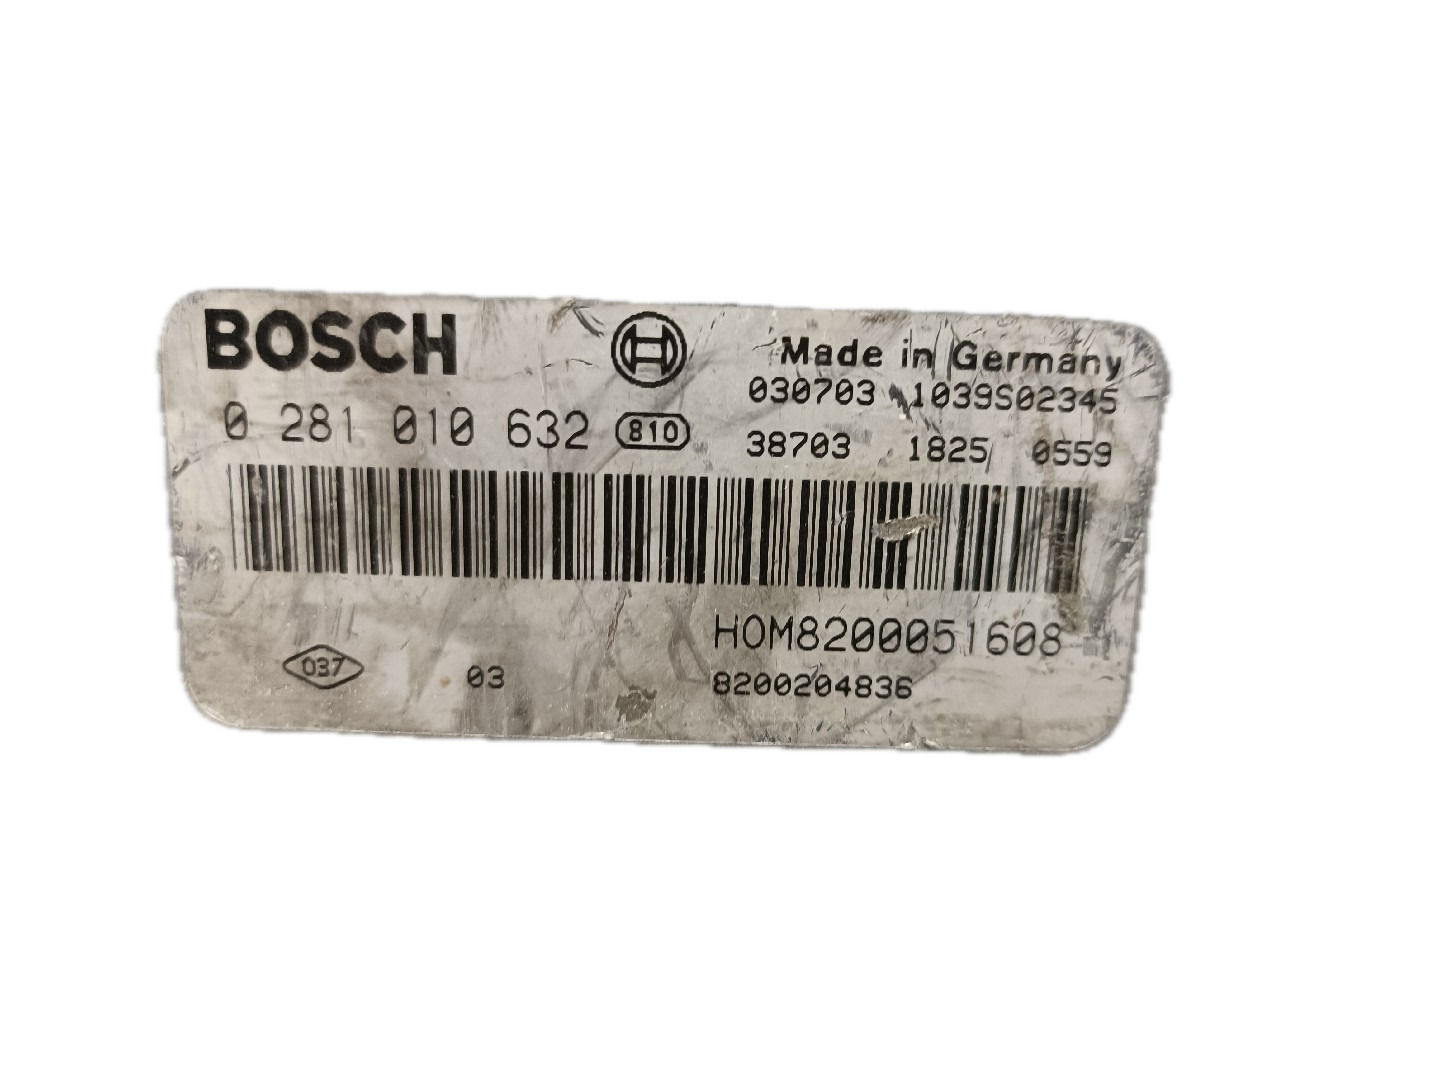 BOSCH
Made in Germany
030703 1039S02345
0 281 010 632 810
38703 1825 0559
HOM8200051608
037 03
8200204836